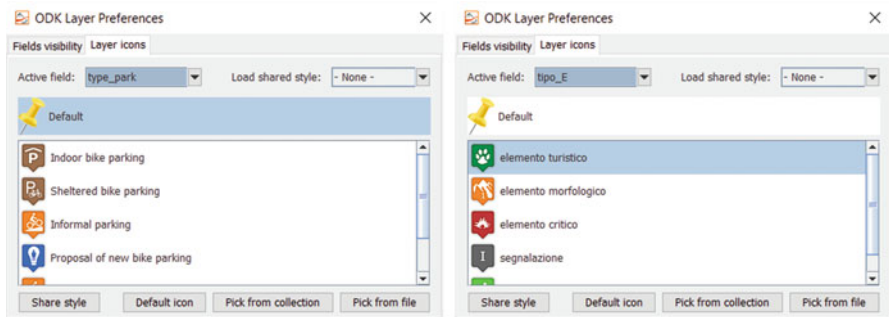 ODK Layer Preferences
Fields visibility Layer icons
Active field: type_park Load shared style: - None -
Default
P Indoor bike parking
P Sheltered bike parking
Informal parking
Proposal of new bike parking
Share style Default icon Pick from collection Pick from file
ODK Layer Preferences
Fields visibility Layer icons
Active field: tipo_E Load shared style: - None -
Default
elemento turistico
elemento morfologico
elemento critico
I segnalazione
Share style Default icon Pick from collection Pick from file